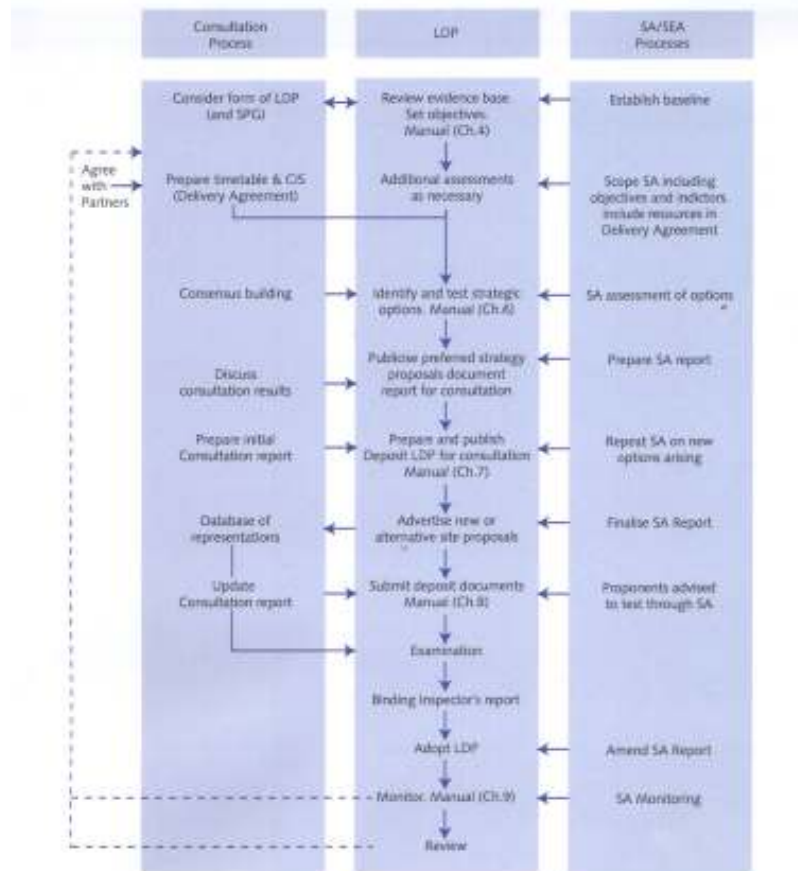 Consultation
Process
LDP
SA/SEA
Processes
Consider form of LDP
(and SPG)
Review evidence base.
Set objectives.
Manual (Ch.4)
Establish baseline
Agree
with
Partners
Prepare timetable & CIS
(Delivery Agreement)
Additional assessments
as necessary
Scope SA including
objectives and indictors
include resources in
Delivery Agreement
Consensus building
Identify and test strategic
options. Manual (Ch.6)
SA assessment of options
Discuss
consultation results
Publicise preferred strategy
proposals document
report for consultation
Prepare SA report
Prepare initial
Consultation report
Prepare and publish
Deposit LDP for consultation
Manual (Ch.7)
Repeat SA on new
options arising
Database of
representations
Advertise new or
alternative site proposals
Finalise SA Report
Update
Consultation report
Submit deposit documents
Manual (Ch.8)
Proponents advised
to test through SA
Examination
Binding Inspector's report
Adopt LDP
Amend SA Report
Monitor. Manual (Ch.9)
SA Monitoring
Review